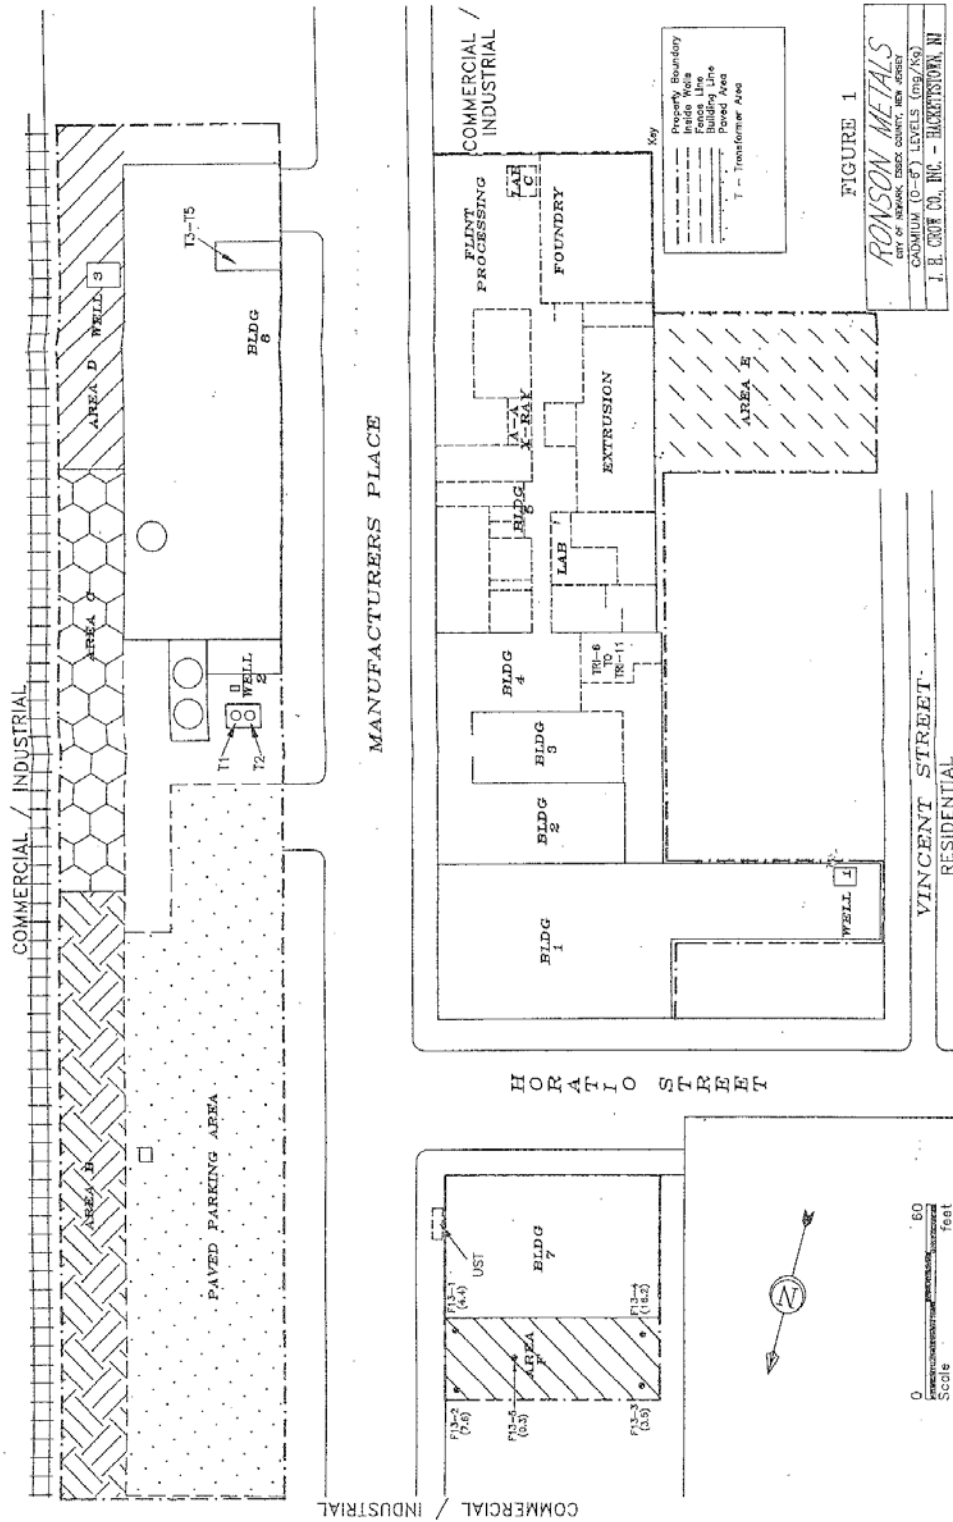 COMMERCIAL / INDUSTRIAL
AREA B
AREA C
AREA D
WELL
3
PAVED PARKING AREA
T1
T2
WELL
2
BLDG
8
T3-T5
MANUFACTURERS PLACE
COMMERCIAL / INDUSTRIAL
COMMERCIAL /
INDUSTRIAL
FLINT
PROCESSING
LAB
C
FOUNDRY
A-A
X-RAY
EXTRUSION
BLDG
5
LAB
BLDG
4
TRI-6
TO
TRI-11
BLDG
3
BLDG
2
BLDG
1
WELL
1
AREA E
HORATIO STREET
VINCENT STREET
RESIDENTIAL
UST
BLDG
7
AREA
F
F13-1
(4.4)
F13-2
(7.6)
F13-5
(0.3)
F13-3
(3.5)
F13-4
(16.2)
N
0
60
Scale
feet
Key
Property Boundary
Inside Walls
Fence Line
Building Line
Paved Area
T - Transformer Area
FIGURE 1
RONSON METALS
CITY OF NEWARK, ESSEX COUNTY, NEW JERSEY
CADMIUM (0-6") LEVELS (mg/Kg)
J. H. CROW CO., INC. - HACKETTSTOWN, NJ